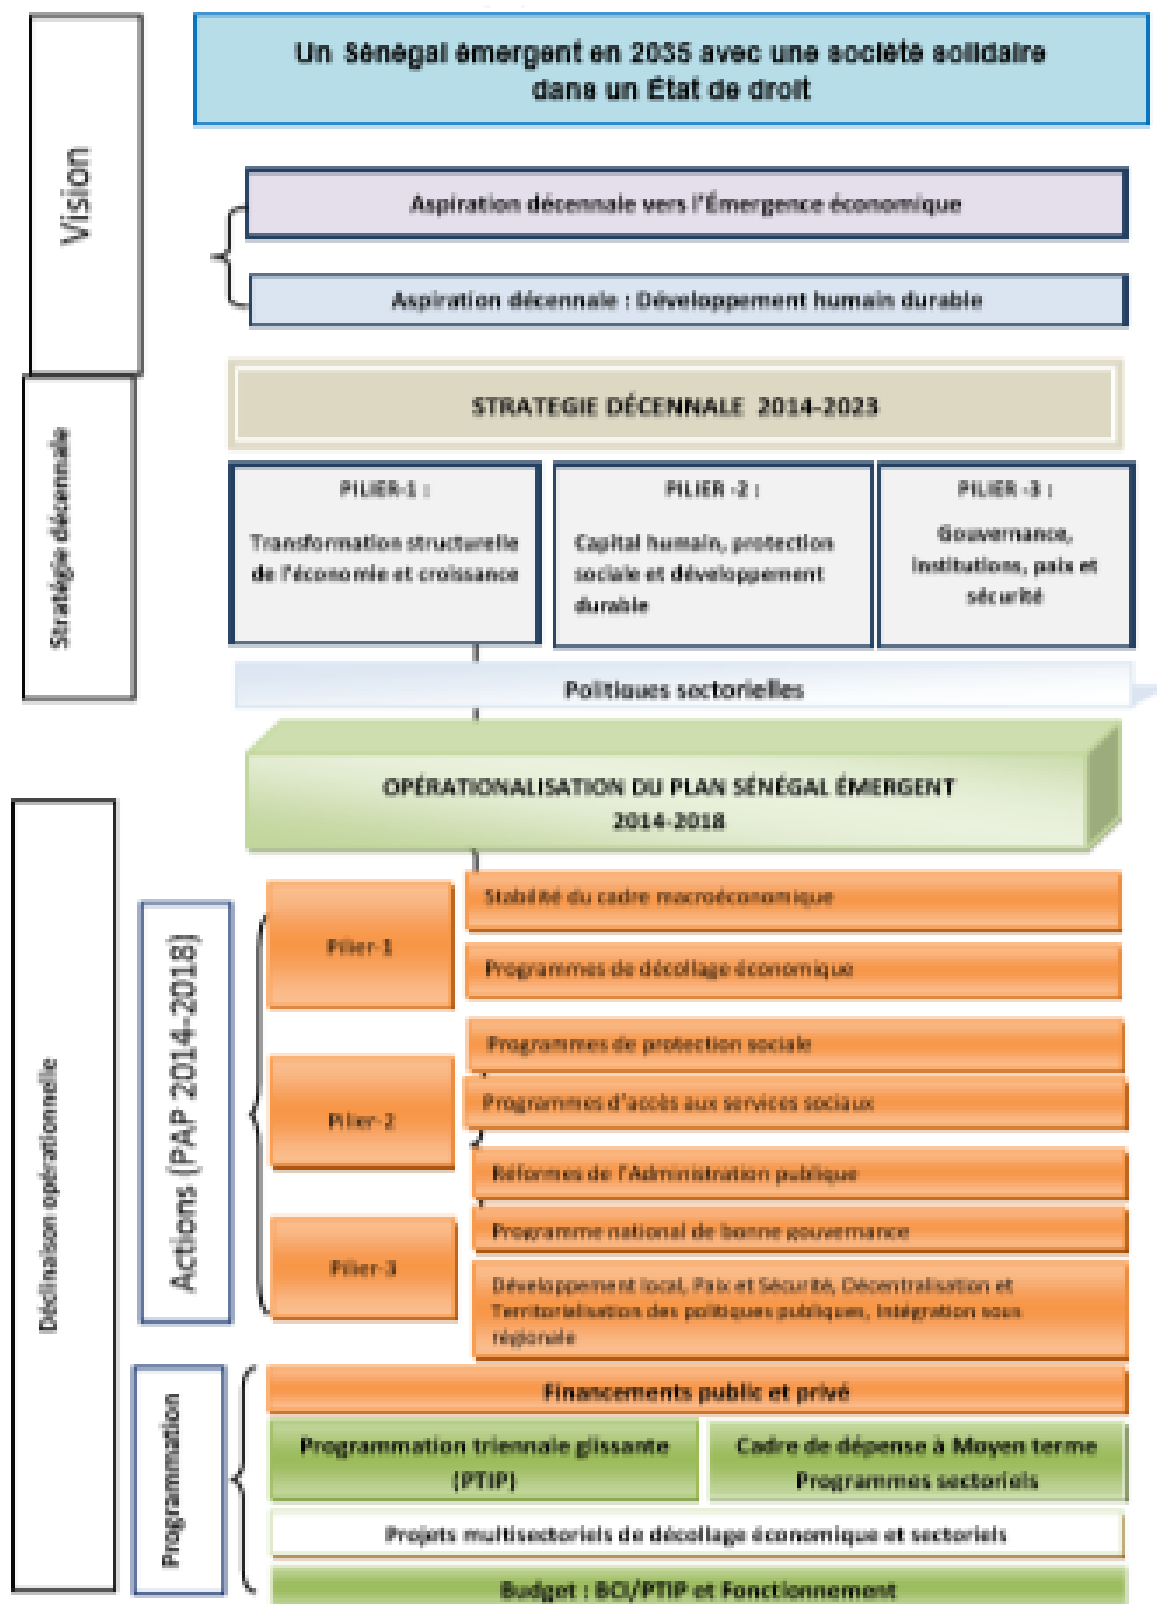 Un Sénégal émergent en 2035 avec une société solidaire
dans un État de droit
Vision
Aspiration décennale vers l'Émergence économique
Aspiration décennale : Développement humain durable
Stratégie décennale
STRATEGIE DÉCENNALE 2014-2023
PILIER-1 :
Transformation structurelle
de l'économie et croissance
PILIER -2 :
Capital humain, protection
sociale et développement
durable
PILIER -3 :
Gouvernance,
institutions, paix et
sécurité
Politiques sectorielles
OPÉRATIONALISATION DU PLAN SÉNÉGAL ÉMERGENT
2014-2018
Déclinaison opérationnelle
Actions (PAP 2014-2018)
Pilier-1
Stabilité du cadre macroéconomique
Programmes de décollage économique
Pilier-2
Programmes de protection sociale
Programmes d'accès aux services sociaux
Pilier-3
Réformes de l'Administration publique
Programme national de bonne gouvernance
Développement local, Paix et Sécurité, Décentralisation et
Territorialisation des politiques publiques, Intégration sous
régionale
Programmation
Financements public et privé
Programmation triennale glissante
(PTIP)
Cadre de dépense à Moyen terme
Programmes sectoriels
Projets multisectoriels de décollage économique et sectoriels
Budget : BCI/PTIP et Fonctionnement